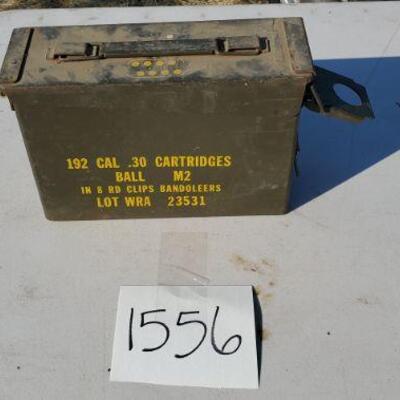 192 CAL .30 CARTRIDGES
BALL M2
IN 8 RD CLIPS BANDOLEERS
LOT WRA 23531
1556